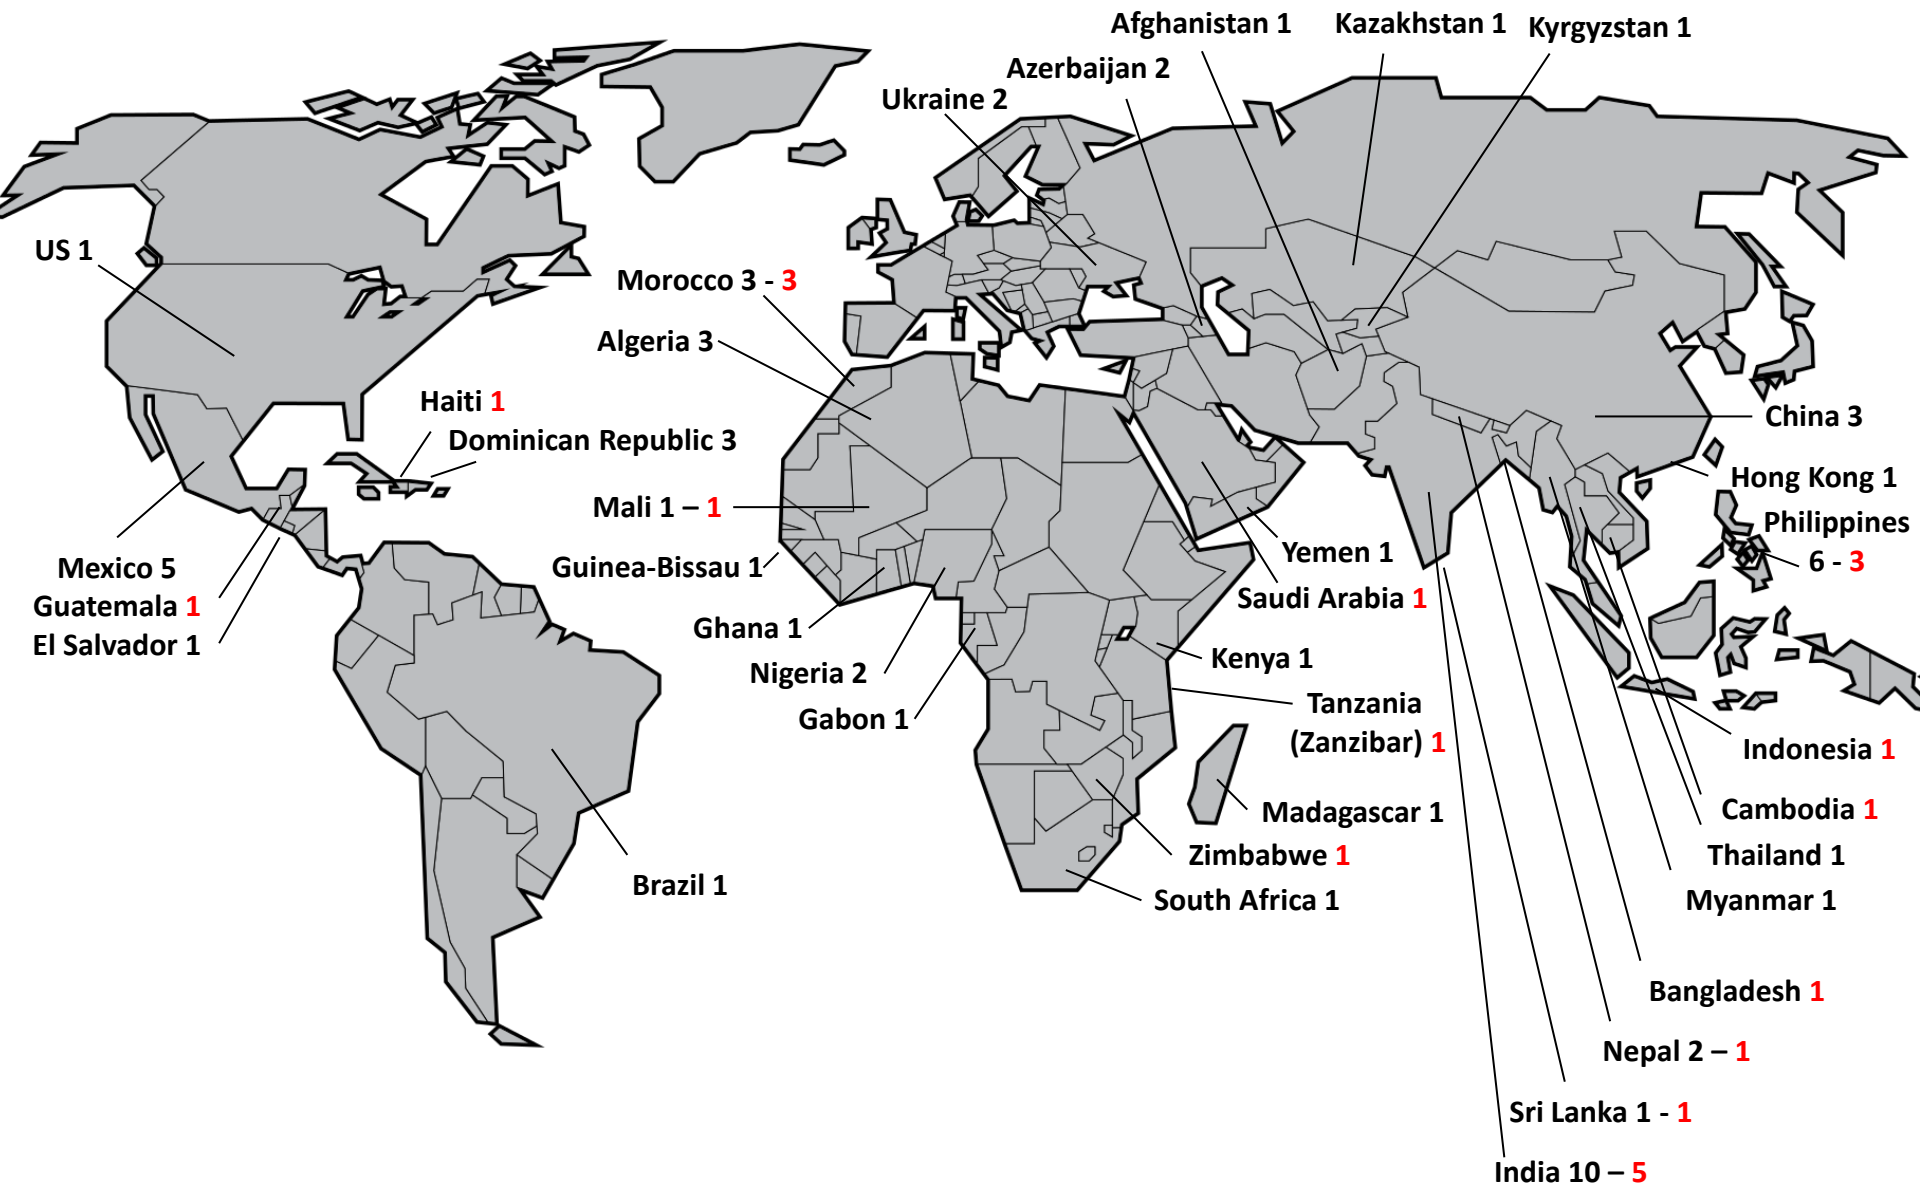 Afghanistan 1
Kazakhstan 1
Kyrgyzstan 1
Azerbaijan 2
Ukraine 2
US 1
Morocco 3 - 3
Algeria 3
Haiti 1
Dominican Republic 3
China 3
Hong Kong 1
Mali 1 – 1
Philippines
6 - 3
Yemen 1
Guinea-Bissau 1
Mexico 5
Guatemala 1
El Salvador 1
Saudi Arabia 1
Ghana 1
Kenya 1
Nigeria 2
Tanzania
(Zanzibar) 1
Gabon 1
Indonesia 1
Madagascar 1
Cambodia 1
Zimbabwe 1
Thailand 1
Brazil 1
South Africa 1
Myanmar 1
Bangladesh 1
Nepal 2 – 1
Sri Lanka 1 - 1
India 10 – 5